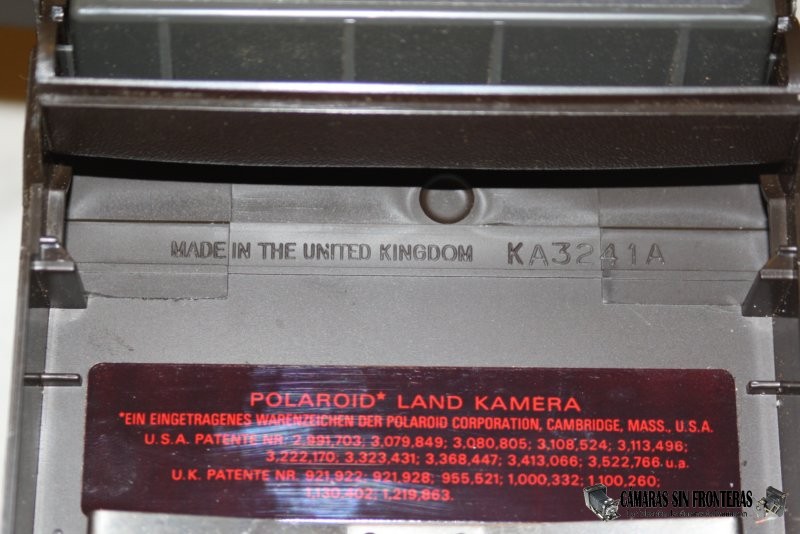 MADE IN THE UNITED KINGDOM KA3241A
POLAROID* LAND KAMERA
*EIN EINGETRAGENES WARENZEICHEN DER POLAROID CORPORATION, CAMBRIDGE, MASS., U.S.A.
U.S.A. PATENTE NR. 2,991,703; 3,079,849; 3,080,805; 3,108,524; 3,113,496;
3,222,170, 3,323,431; 3,368,447; 3,413,066; 3,522,766 u.a.
U.K. PATENTE NR. 921,922; 921,928; 955,521; 1,000,332; 1,100,260;
1,130,402; 1,219,863.
CAMARAS SIN FRONTERAS